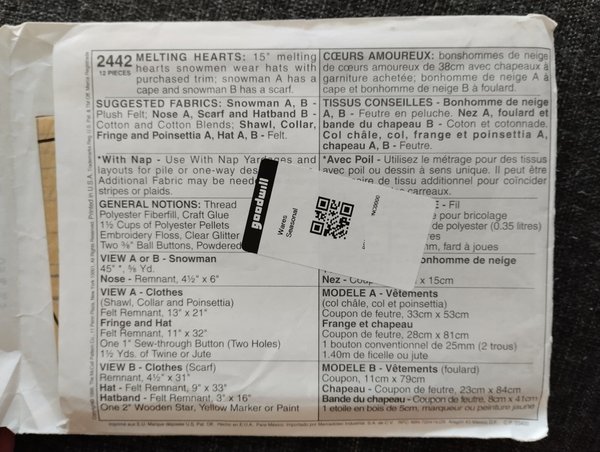 2442 MELTING HEARTS: 15" melting
12 PIECES hearts snowmen wear hats with
purchased trim; snowman A has a
cape and snowman B has a scarf.
SUGGESTED FABRICS: Snowman A, B -
Plush Felt; Nose A, Scarf and Hatband B -
Cotton and Cotton Blends; Shawl, Collar,
Fringe and Poinsettia A, Hat A, B - Felt.
*With Nap - Use With Nap Yardages and
layouts for pile or one-way des
Additional Fabric may be need
stripes or plaids.
GENERAL NOTIONS: Thread
Polyester Fiberfill, Craft Glue
1½ Cups of Polyester Pellets
Embroidery Floss, Clear Glitter
Two ⅜" Ball Buttons, Powdered
VIEW A or B - Snowman
45" *, ⅝ Yd.
Nose - Remnant, 4½" x 6"
VIEW A - Clothes
(Shawl, Collar and Poinsettia)
Felt Remnant, 13" x 21"
Fringe and Hat
Felt Remnant, 11" x 32"
One 1" Sew-through Button (Two Holes)
1½ Yds. of Twine or Jute
VIEW B - Clothes (Scarf)
Remnant, 4½" x 31"
Hat - Felt Remnant, 9" x 33"
Hatband - Felt Remnant, 3" x 16"
One 2" Wooden Star, Yellow Marker or Paint
CŒURS AMOUREUX: bonshommes de neige
de cœurs amoureux de 38cm avec chapeaux à
garniture achetée; bonhomme de neige A à
cape et bonhomme de neige B à foulard.
TISSUS CONSEILLES - Bonhomme de neige
A, B - Feutre en peluche. Nez A, foulard et
bande du chapeau B - Coton et cotonnade.
Col châle, col, frange et poinsettia A,
chapeau A, B - Feutre.
*Avec Poil - Utilisez le métrage pour des tissus
avec poil ou dessin à sens unique. Il peut être
re de tissu additionnel pour coïncider
carreaux.
: - Fil
pour bricolage
de polyester (0.35 litres)
m, fard à joues
onhomme de neige
Nez - Coup x 15cm
MODELE A - Vêtements
(col châle, col et poinsettia)
Coupon de feutre, 33cm x 53cm
Frange et chapeau
Coupon de feutre, 28cm x 81cm
1 bouton conventionel de 25mm (2 trous)
1.40m de ficelle ou jute
MODELE B - Vêtements (foulard)
Coupon, 11cm x 79cm
Chapeau - Coupon de feutre, 23cm x 84cm
Bande du chapeau - Coupon de feutre, 8cm x 41cm
1 etoile en bois de 5cm, marqueur ou peinture jaune
goodwill
Wares
Seasonal
Printed in U.S.A.